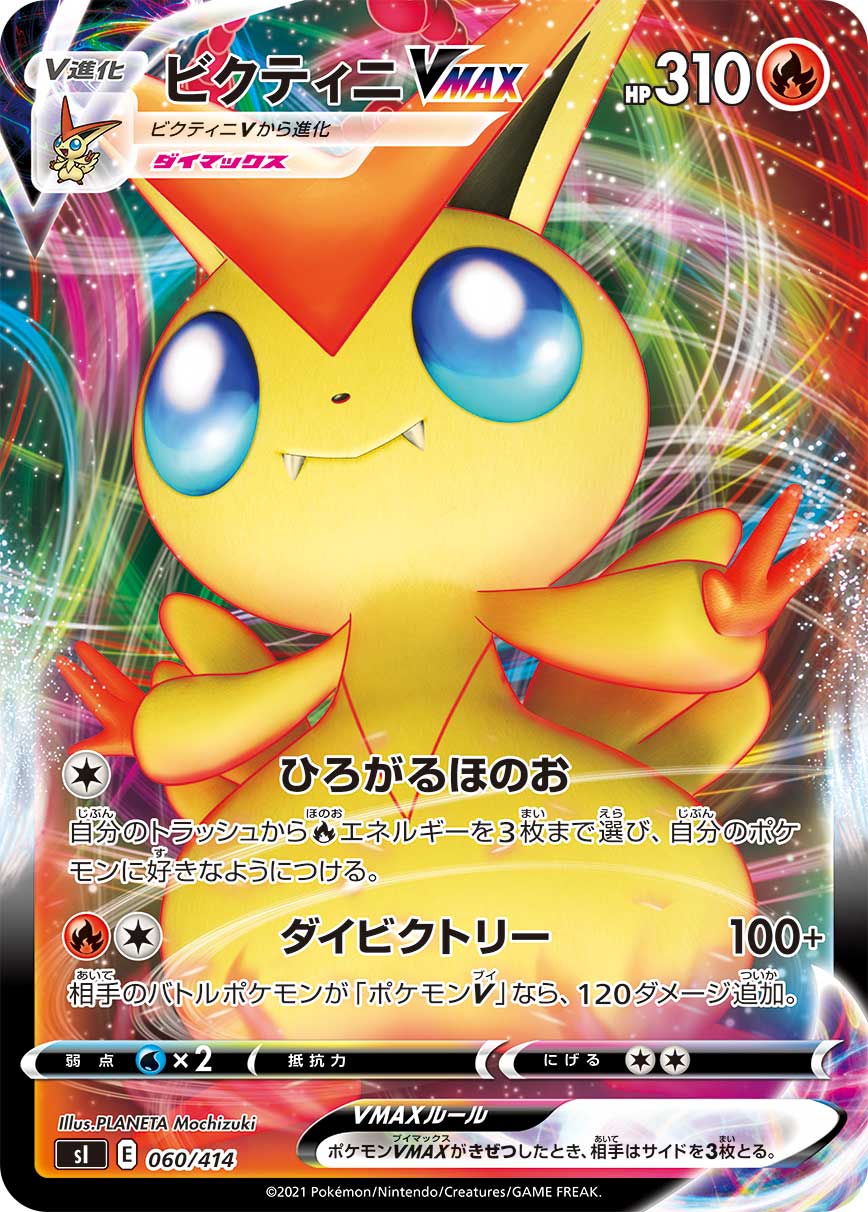 V進化
ビクティニVMAX
HP310
ビクティニVから進化
ダイマックス
ひろがるほのお
自分のトラッシュからエネルギーを3枚まで選び、自分のポケ
モンに好きなようにつける。
ダイビクトリー 100+
相手のバトルポケモンが「ポケモンV」なら、120ダメージ追加。
弱点 ×2 抵抗力 にげる
Illus.PLANETA Mochizuki
VMAXルール
ポケモンVMAXがきぜつしたとき、相手はサイドを3枚とる。
sI E 060/414
©2021 Pokémon/Nintendo/Creatures/GAME FREAK.